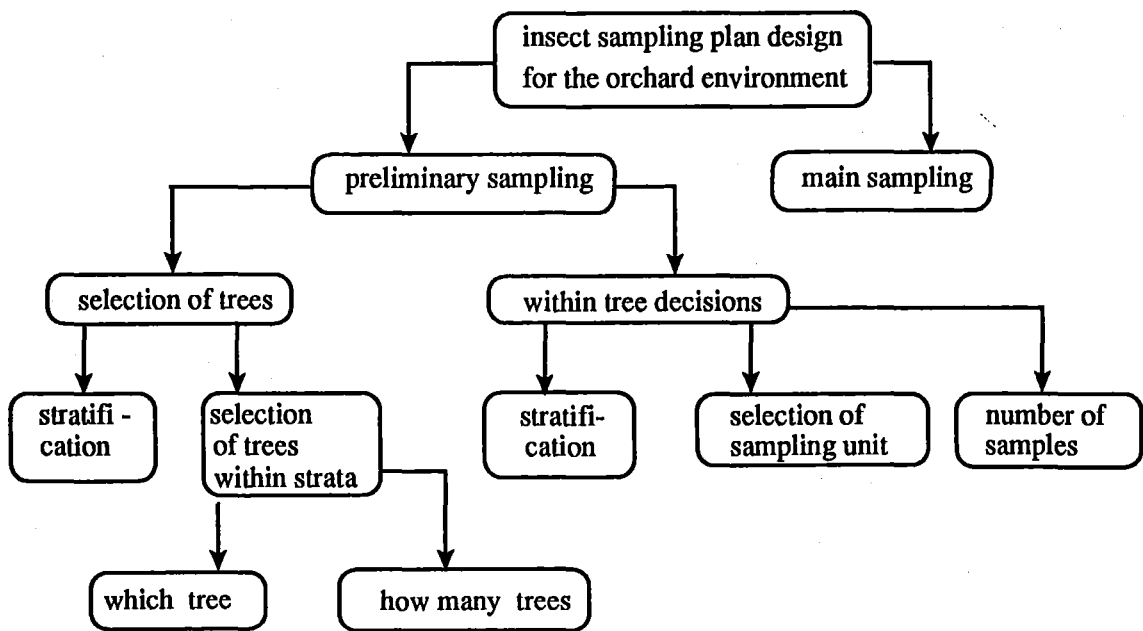 insect sampling plan design
for the orchard environment
preliminary sampling
main sampling
selection of trees
within tree decisions
stratifi -
cation
selection
of trees
within strata
stratifi-
cation
selection of
sampling unit
number of
samples
which tree
how many trees